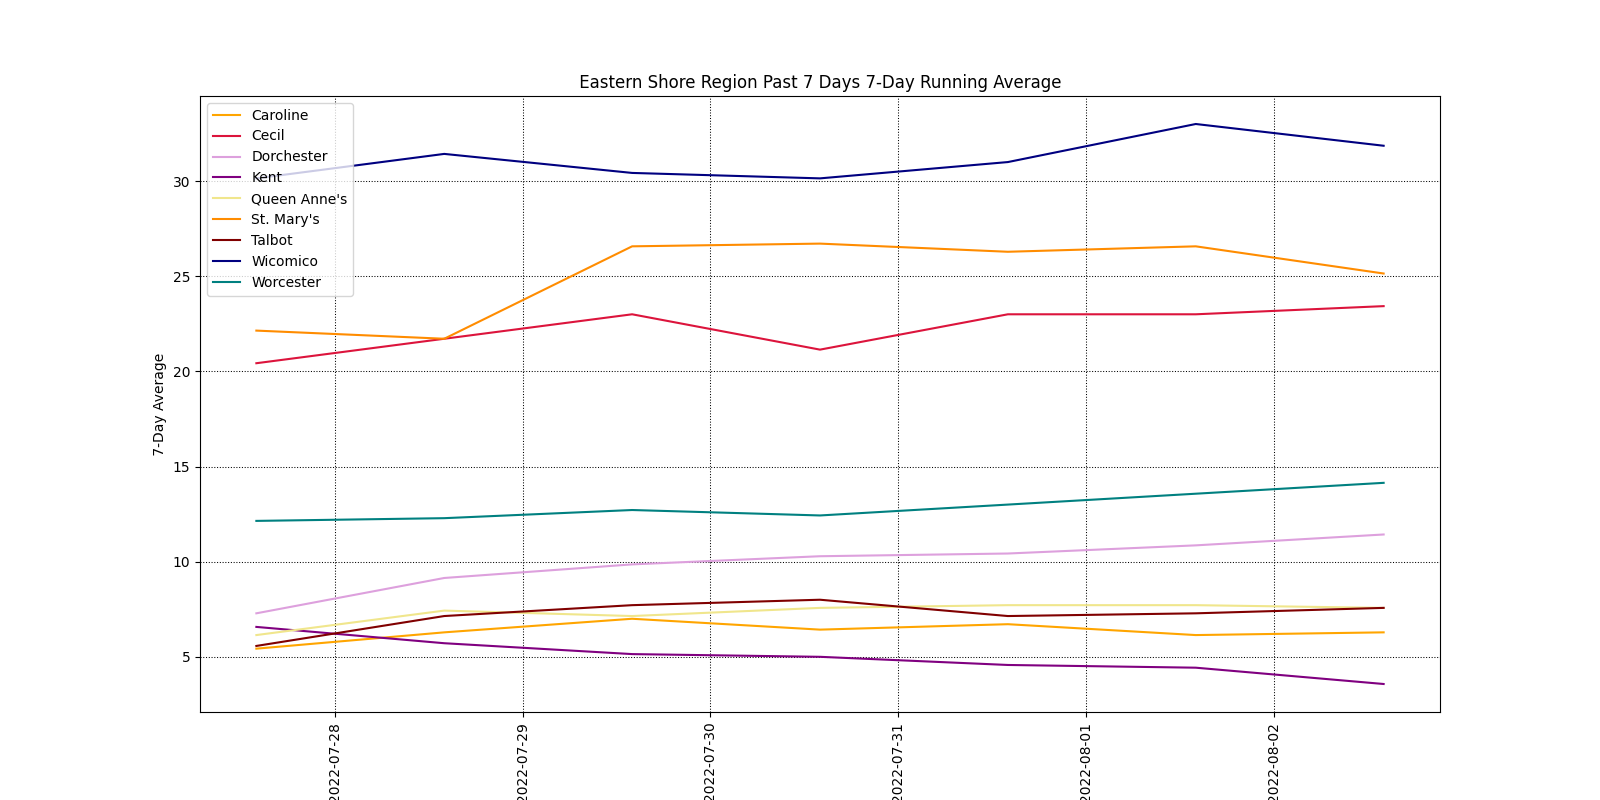 Eastern Shore Region Past 7 Days 7-Day Running Average
Caroline
Cecil
Dorchester
Kent
Queen Anne's
St. Mary's
Talbot
Wicomico
Worcester
7-Day Average
30
25
20
15
10
5
2022-07-28
2022-07-29
2022-07-30
2022-07-31
2022-08-01
2022-08-02